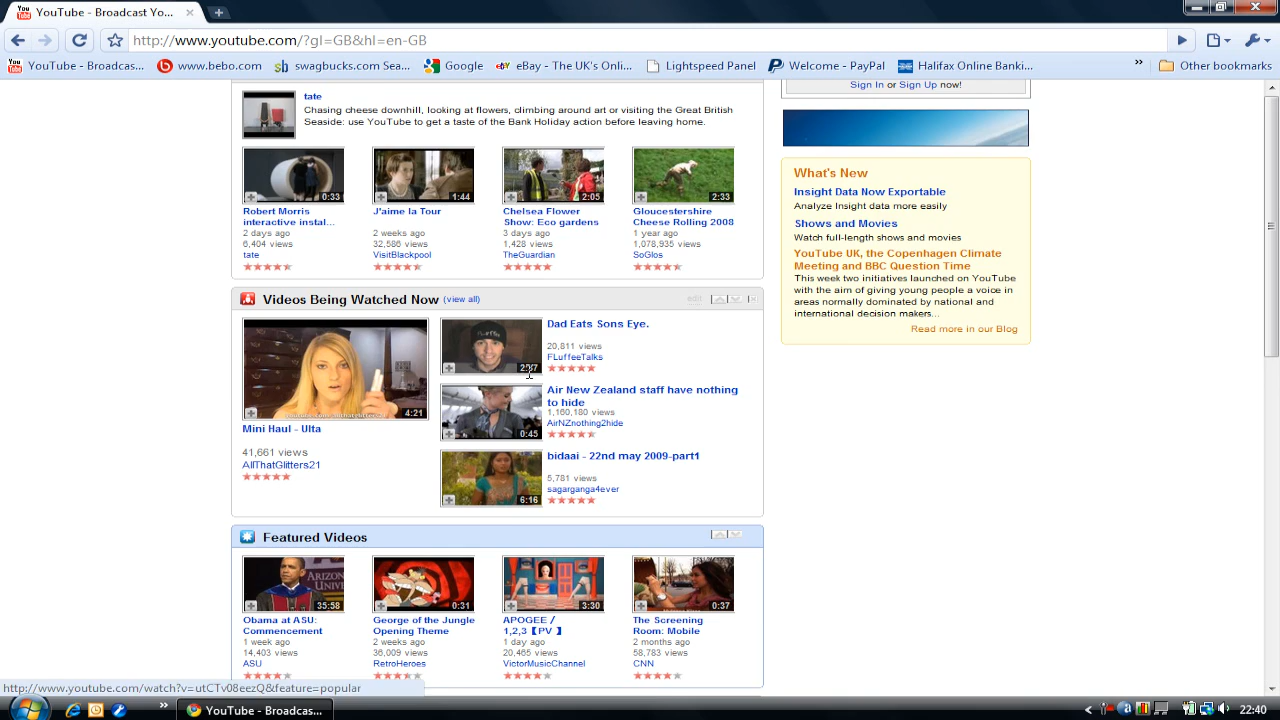 YouTube - Broadcast Yo...
http://www.youtube.com/?gl=GB&hl=en-GB
YouTube - Broadcas... www.bebo.com swagbucks.com Sea... Google eBay - The UK's Onli... Lightspeed Panel Welcome - PayPal Halifax Online Banki... » Other bookmarks
Sign In or Sign Up now!
tate
Chasing cheese downhill, looking at flowers, climbing around art or visiting the Great British
Seaside: use YouTube to get a taste of the Bank Holiday action before leaving home.
0:33 1:44 2:05 2:33
Robert Morris
interactive instal...
2 days ago
6,404 views
tate
J'aime la Tour
2 weeks ago
32,586 views
VisitBlackpool
Chelsea Flower
Show: Eco gardens
3 days ago
1,428 views
TheGuardian
Gloucestershire
Cheese Rolling 2008
1 year ago
1,078,935 views
SoGlos
What's New
Insight Data Now Exportable
Analyze Insight data more easily
Shows and Movies
Watch full-length shows and movies
YouTube UK, the Copenhagen Climate
Meeting and BBC Question Time
This week two initiatives launched on YouTube
with the aim of giving young people a voice in
areas normally dominated by national and
international decision makers...
Read more in our Blog
Videos Being Watched Now (view all)
edit
4:21
Mini Haul - Ulta
41,661 views
AllThatGlitters21
Dad Eats Sons Eye.
20,811 views
FLuffeeTalks
0:45
Air New Zealand staff have nothing
to hide
1,160,180 views
AirNZnothing2hide
6:16
bidaai - 22nd may 2009-part1
5,781 views
sagarganga4ever
Featured Videos
35:58 0:31 3:30 0:37
Obama at ASU:
Commencement
1 week ago
14,403 views
ASU
George of the Jungle
Opening Theme
2 weeks ago
36,009 views
RetroHeroes
APOGEE /
1,2,3【PV 】
1 day ago
20,465 views
VictorMusicChannel
The Screening
Room: Mobile
2 months ago
58,783 views
CNN
http://www.youtube.com/watch?v=utCTv08eezQ&feature=popular
YouTube - Broadcas...
22:40